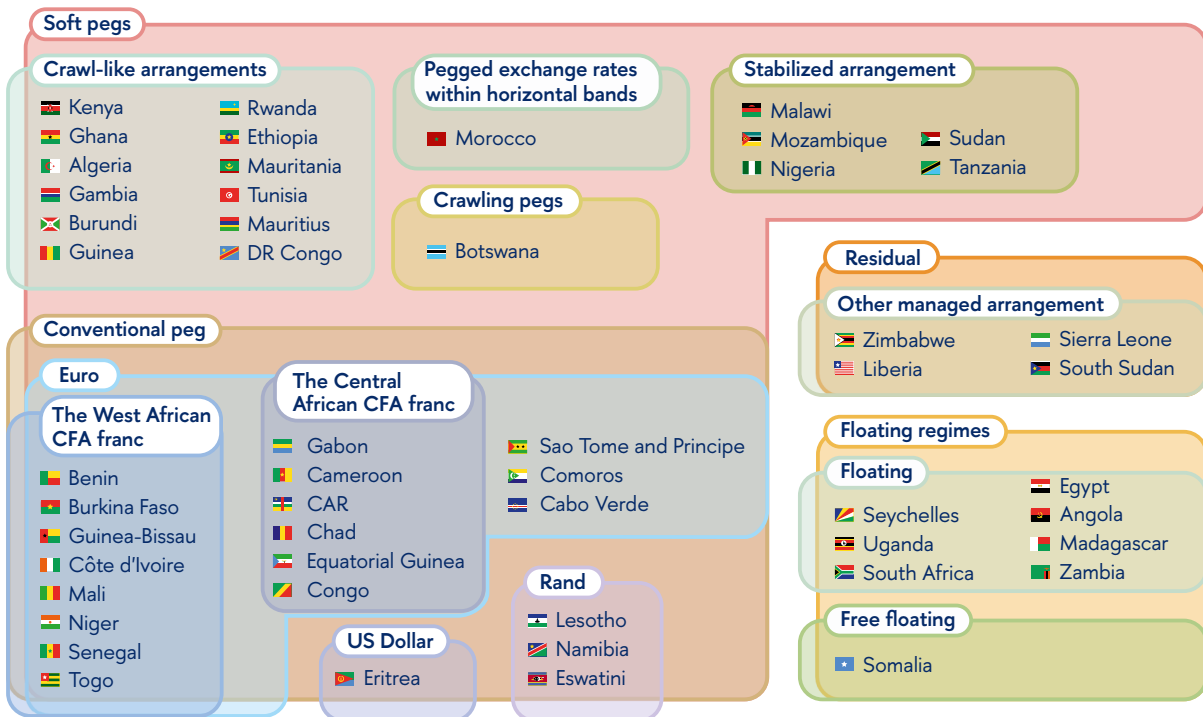 Soft pegs
Crawl-like arrangements
Kenya
Ghana
Algeria
Gambia
Burundi
Guinea
Rwanda
Ethiopia
Mauritania
Tunisia
Mauritius
DR Congo
Pegged exchange rates
within horizontal bands
Morocco
Crawling pegs
Botswana
Stabilized arrangement
Malawi
Mozambique
Nigeria
Sudan
Tanzania
Conventional peg
Euro
The West African
CFA franc
Benin
Burkina Faso
Guinea-Bissau
Côte d'Ivoire
Mali
Niger
Senegal
Togo
The Central
African CFA franc
Gabon
Cameroon
CAR
Chad
Equatorial Guinea
Congo
Sao Tome and Principe
Comoros
Cabo Verde
US Dollar
Eritrea
Rand
Lesotho
Namibia
Eswatini
Residual
Other managed arrangement
Zimbabwe
Liberia
Sierra Leone
South Sudan
Floating regimes
Floating
Seychelles
Uganda
South Africa
Egypt
Angola
Madagascar
Zambia
Free floating
Somalia